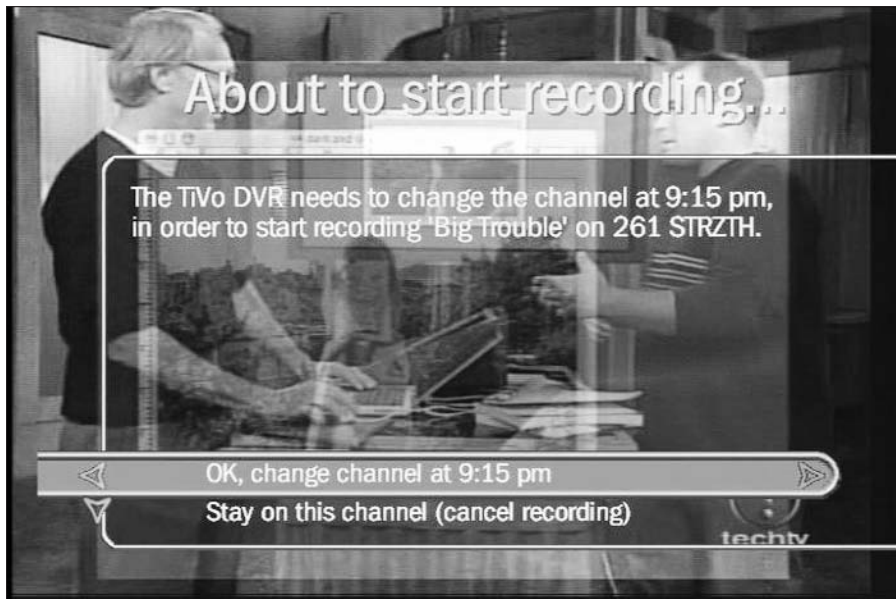 About to start recording...
The TiVo DVR needs to change the channel at 9:15 pm,
in order to start recording 'Big Trouble' on 261 STRZTH.
OK, change channel at 9:15 pm
Stay on this channel (cancel recording)
techtv